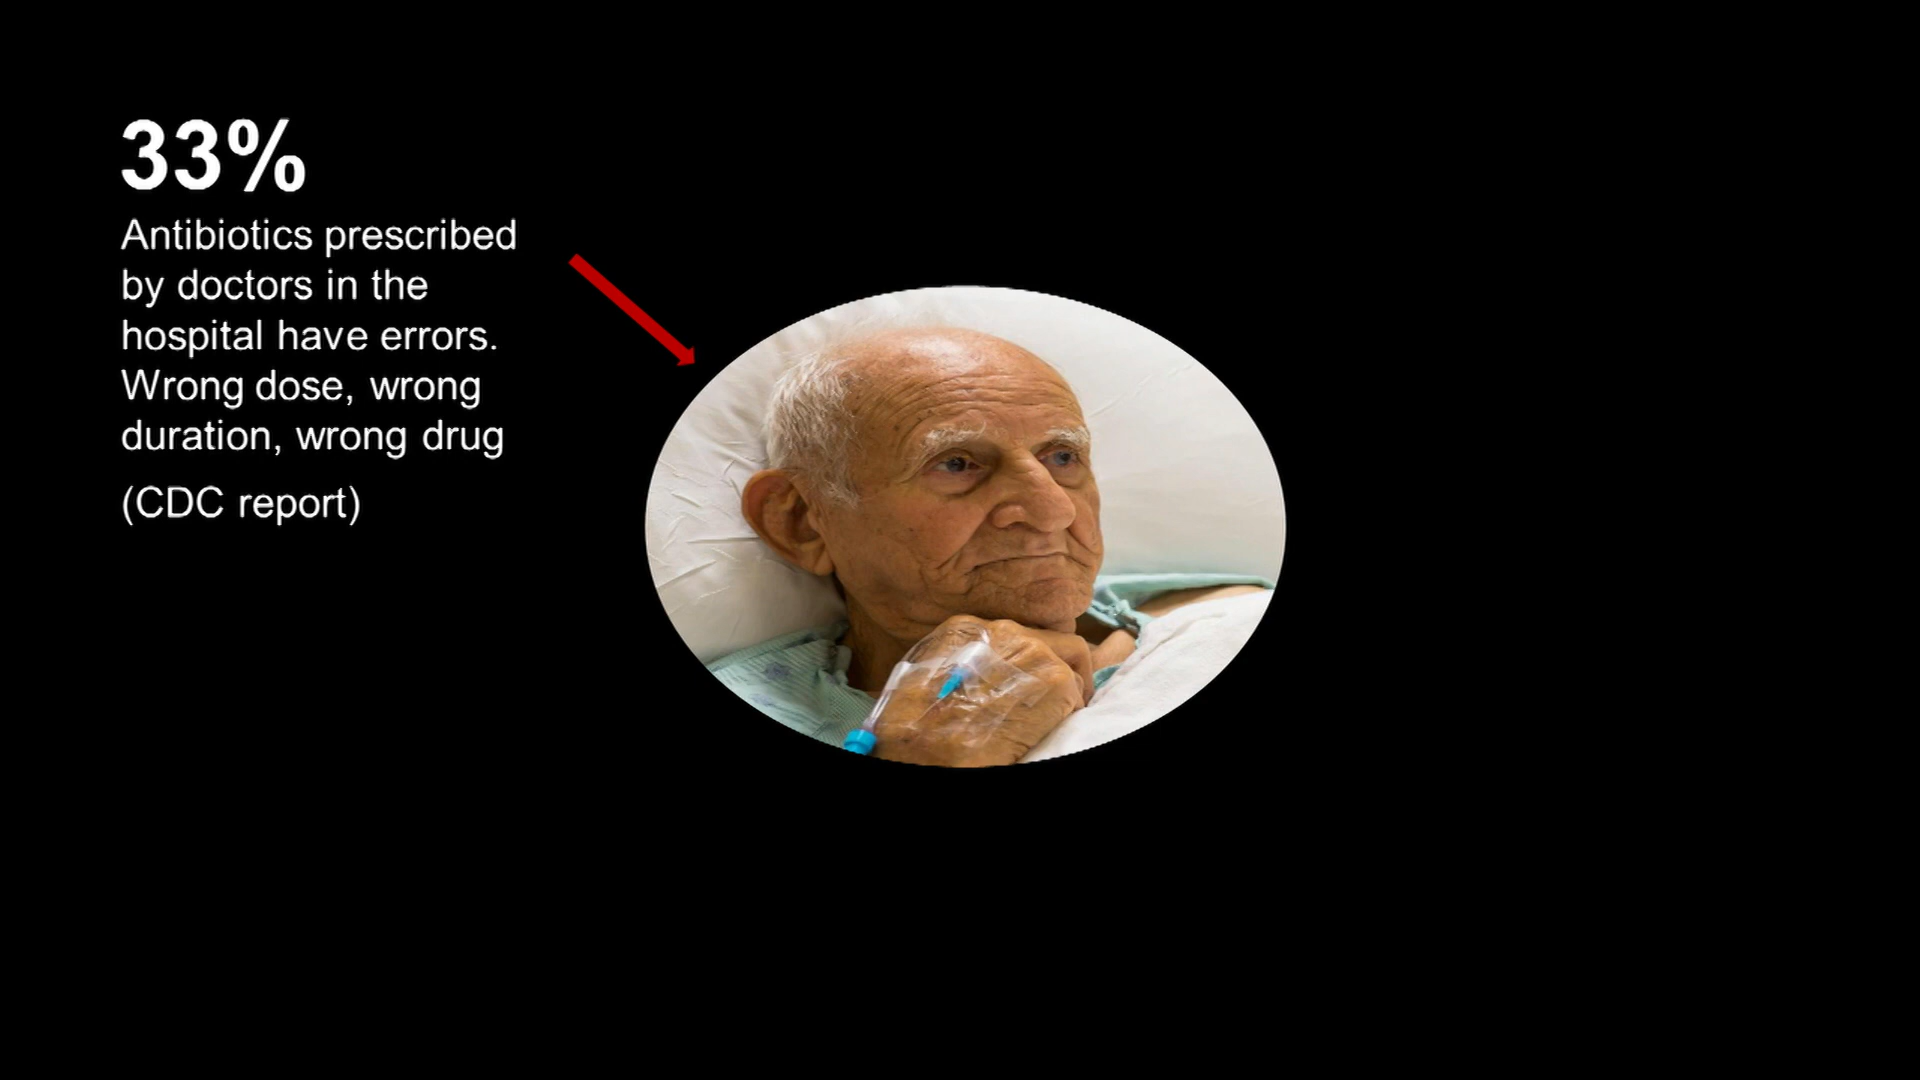 33%
Antibiotics prescribed
by doctors in the
hospital have errors.
Wrong dose, wrong
duration, wrong drug
(CDC report)